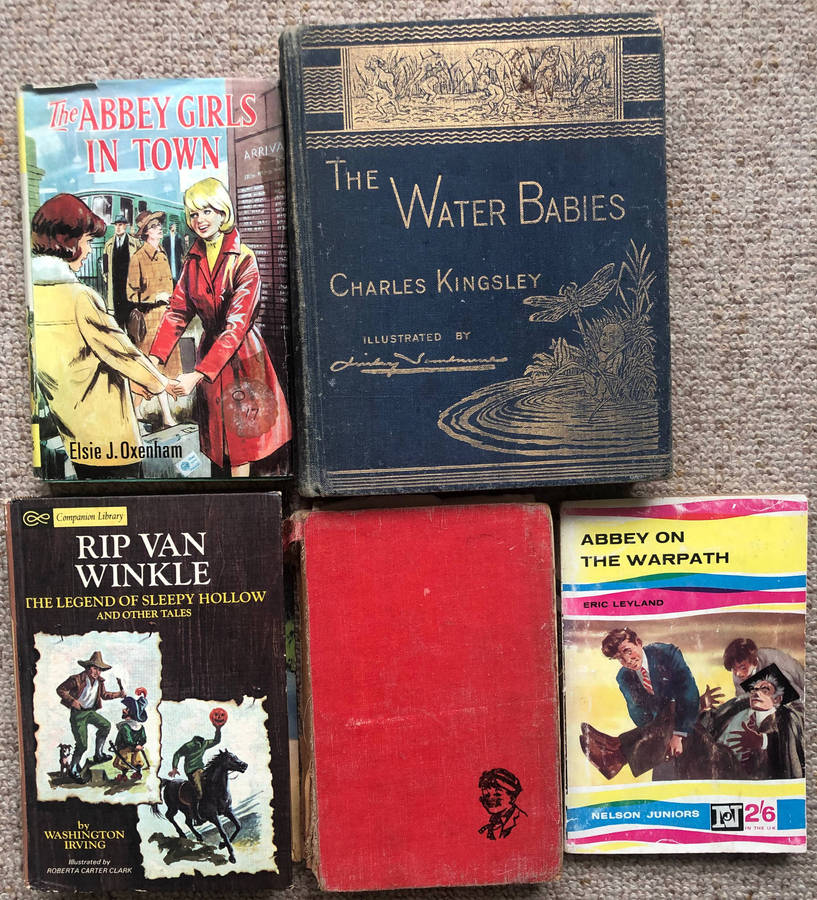 The ABBEY GIRLS
IN TOWN
ARRIVA
Elsie J. Oxenham
THE
WATER BABIES
CHARLES KINGSLEY
ILLUSTRATED BY
Companion Library
RIP VAN
WINKLE
THE LEGEND OF SLEEPY HOLLOW
AND OTHER TALES
by
WASHINGTON
IRVING
Illustrated by
ROBERTA CARTER CLARK
ABBEY ON
THE WARPATH
ERIC LEYLAND
NELSON JUNIORS
2/6
IN THE U.K